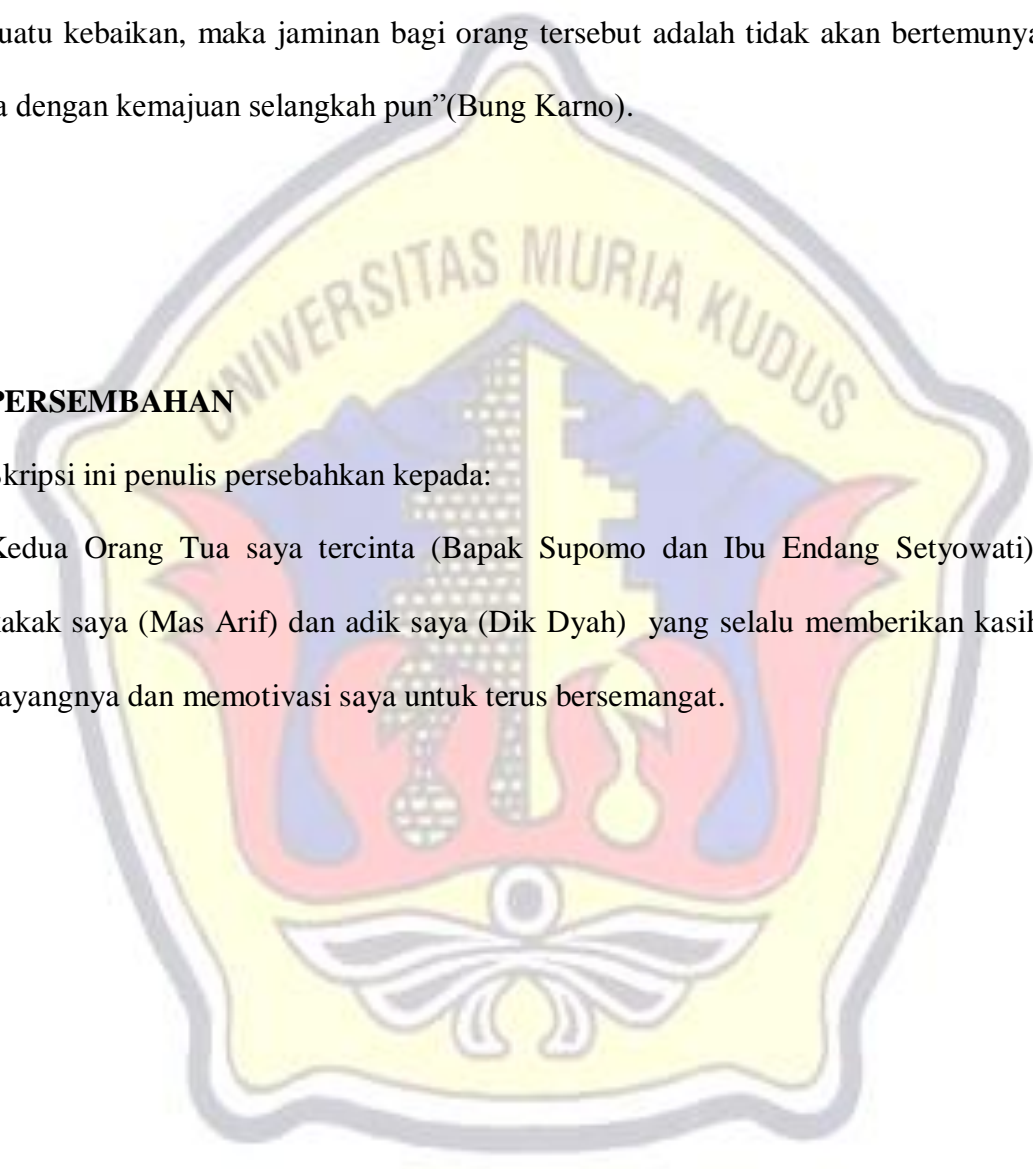 uatu kebaikan, maka jaminan bagi orang tersebut adalah tidak akan bertemunya
a dengan kemajuan selangkah pun”(Bung Karno).
UNIVERSITAS MURIA KUDUS
PERSEMBAHAN
Skripsi ini penulis persebahkan kepada:
Kedua Orang Tua saya tercinta (Bapak Supomo dan Ibu Endang Setyowati)
kakak saya (Mas Arif) dan adik saya (Dik Dyah) yang selalu memberikan kasih
ayangnya dan memotivasi saya untuk terus bersemangat.